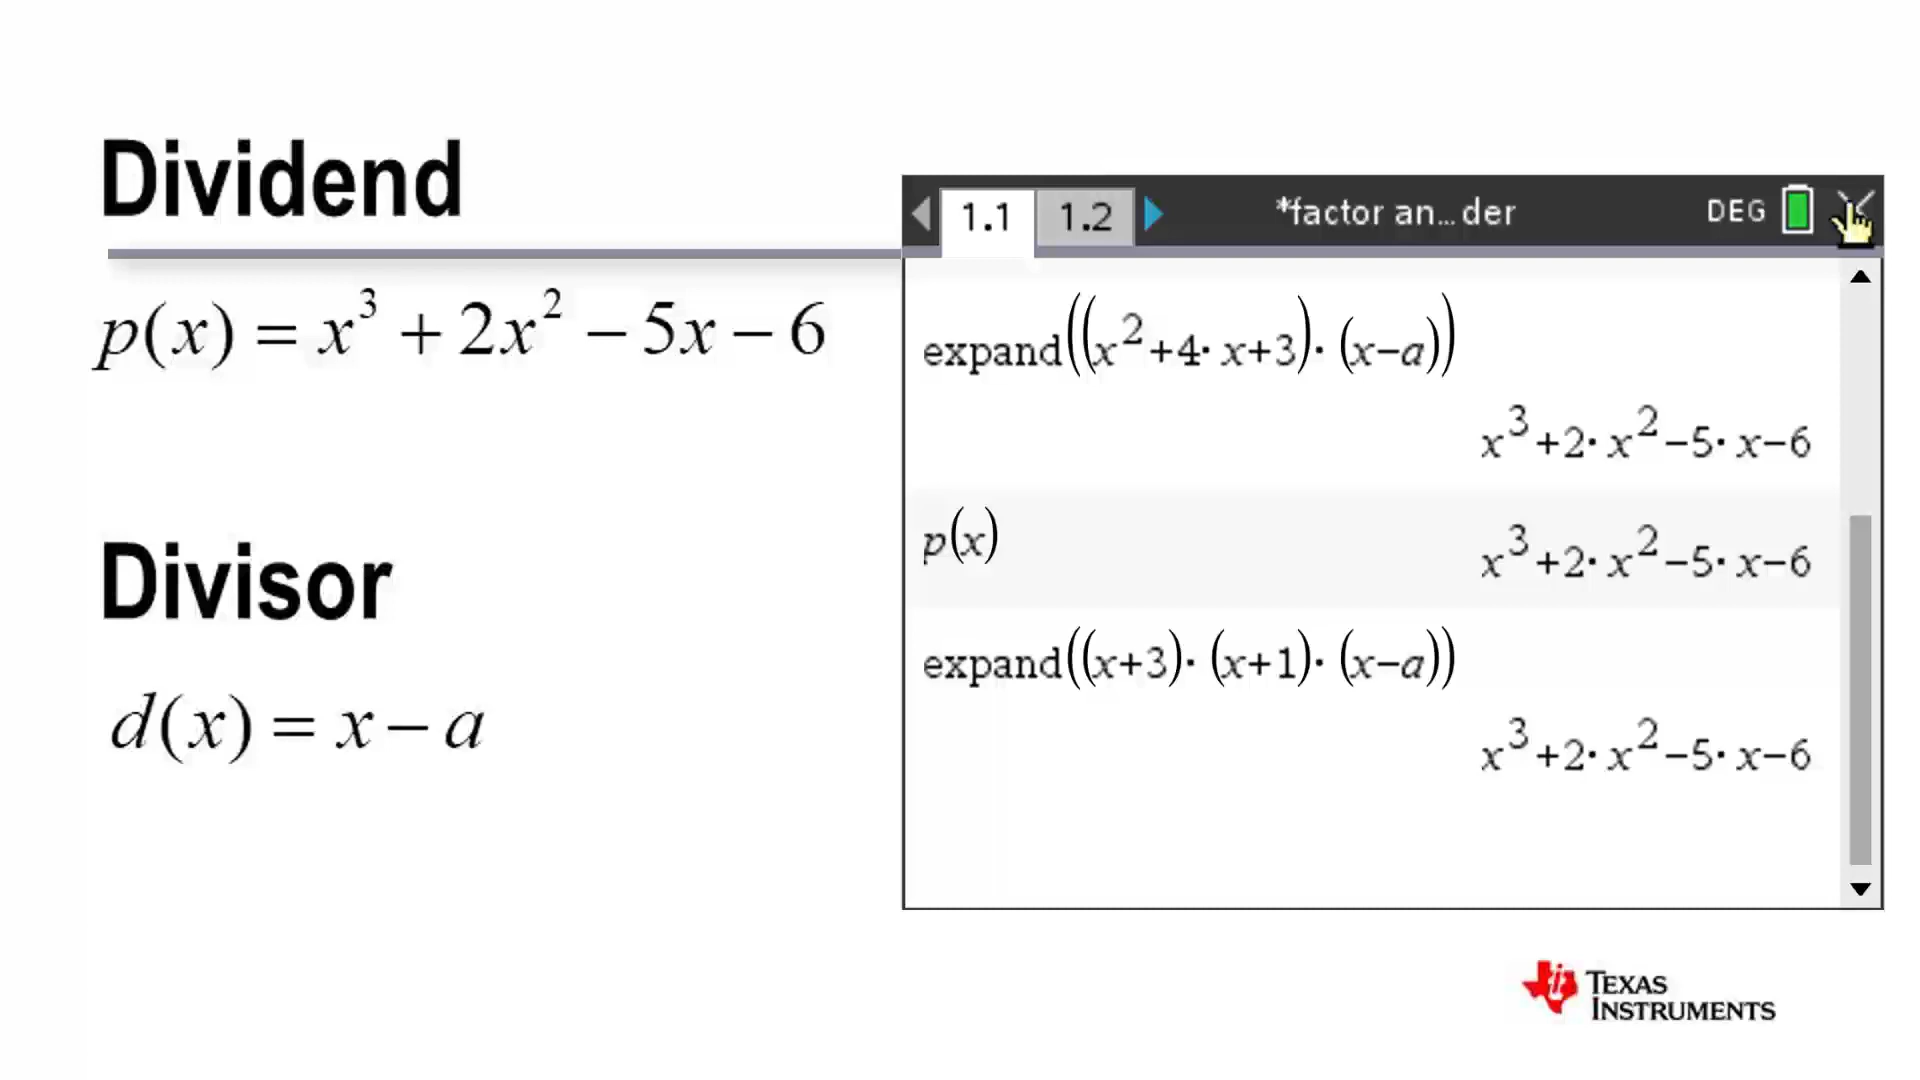 Dividend
p(x) = x³ + 2x² − 5x − 6
Divisor
d(x) = x − a
1.1 1.2 *factor an… der DEG
expand((x²+4· x+3)· (x−a))
x³+2· x²−5· x−6
p(x) x³+2· x²−5· x−6
expand((x+3)· (x+1)· (x−a))
x³+2· x²−5· x−6
TEXAS
INSTRUMENTS